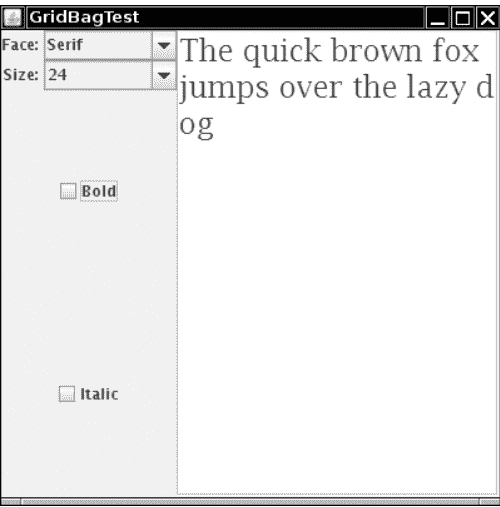 GridBagTest
Face: Serif
Size: 24
The quick brown fox
jumps over the lazy d
og
Bold
Italic